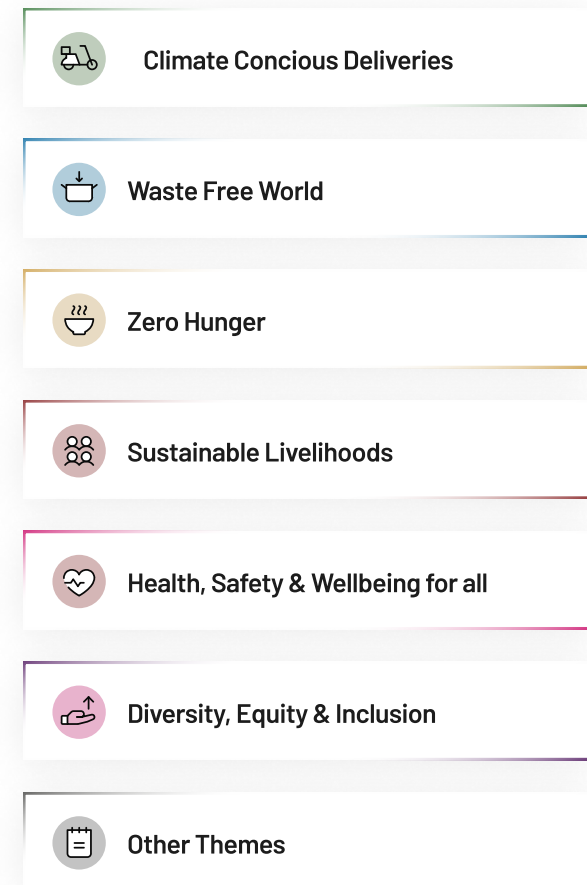 Climate Concious Deliveries
Waste Free World
Zero Hunger
Sustainable Livelihoods
Health, Safety & Wellbeing for all
Diversity, Equity & Inclusion
Other Themes